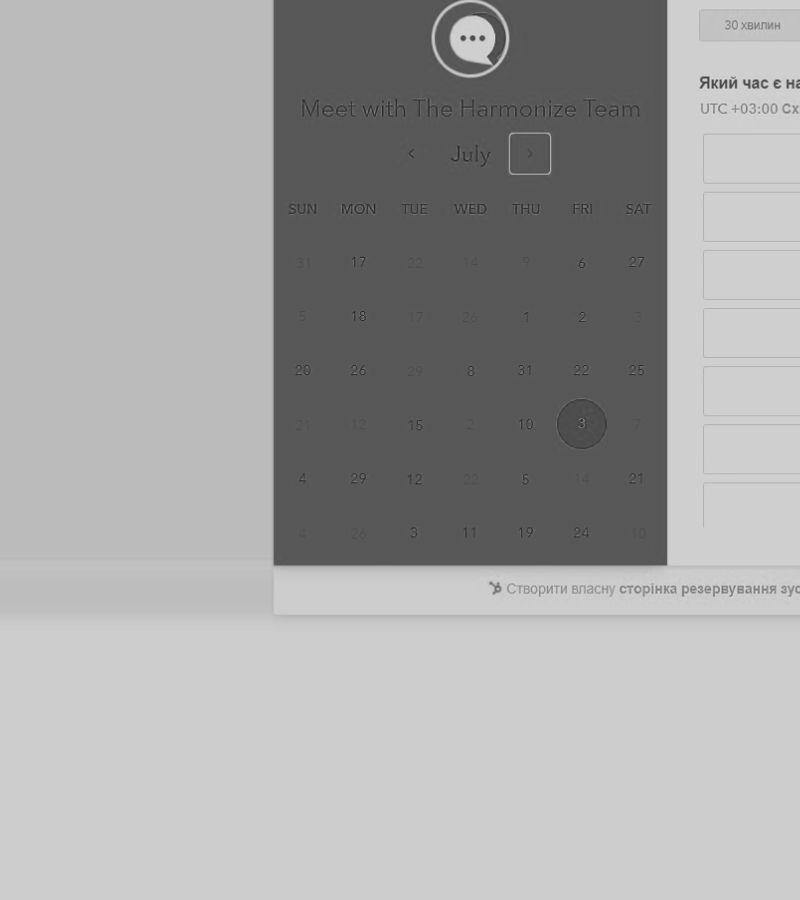 30 хвилин
Meet with The Harmonize Team
July
Який час є
UTC +03:00
SUN MON TUE WED THU FRI SAT
31 17 22 14 9 6 27
5 18 17 26 1 2 3
20 26 29 8 31 22 25
21 12 15 2 10 3 7
4 29 12 22 5 14 21
4 26 3 11 19 24 10
Створити власну сторінка резервування